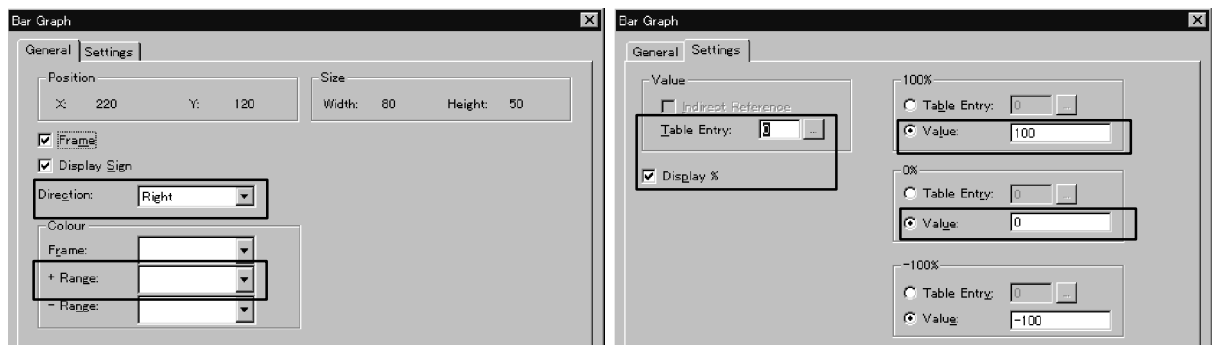 Bar Graph
General Settings
Position
X: 220 Y: 120
Size
Width: 80 Height: 50
Frame
Display Sign
Direction: Right
Colour
Frame:
+ Range:
- Range:
Bar Graph
General Settings
Value
Indirect Reference
Table Entry: 0 ...
Display %
100%
Table Entry: 0 ...
Value: 100
0%
Table Entry: 0 ...
Value: 0
-100%
Table Entry: 0 ...
Value: -100